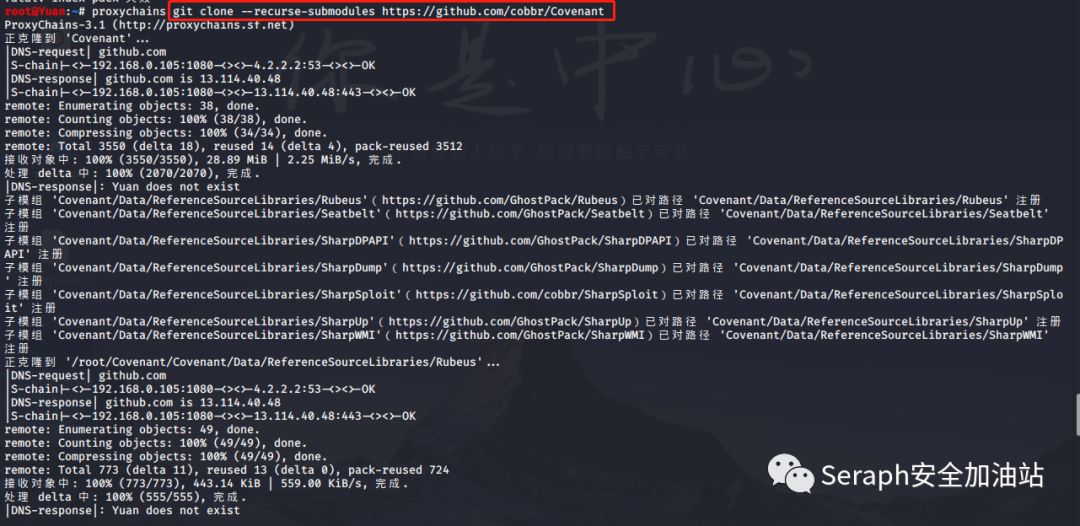 root@Yuan:~# proxychains git clone --recurse-submodules https://github.com/cobbr/Covenant
ProxyChains-3.1 (http://proxychains.sf.net)
正克隆到 'Covenant'...
|DNS-request| github.com
|S-chain|-<>-192.168.0.105:1080-<><>-4.2.2.2:53-<><>-OK
|DNS-response| github.com is 13.114.40.48
|S-chain|-<>-192.168.0.105:1080-<><>-13.114.40.48:443-<><>-OK
remote: Enumerating objects: 38, done.
remote: Counting objects: 100% (38/38), done.
remote: Compressing objects: 100% (34/34), done.
remote: Total 3550 (delta 18), reused 14 (delta 4), pack-reused 3512
接收对象中: 100% (3550/3550), 28.89 MiB | 2.25 MiB/s, 完成.
处理 delta 中: 100% (2070/2070), 完成.
|DNS-response|: Yuan does not exist
子模组 'Covenant/Data/ReferenceSourceLibraries/Rubeus'（https://github.com/GhostPack/Rubeus）已对路径 'Covenant/Data/ReferenceSourceLibraries/Rubeus' 注册
子模组 'Covenant/Data/ReferenceSourceLibraries/Seatbelt'（https://github.com/GhostPack/Seatbelt）已对路径 'Covenant/Data/ReferenceSourceLibraries/Seatbelt'
注册
子模组 'Covenant/Data/ReferenceSourceLibraries/SharpDPAPI'（https://github.com/GhostPack/SharpDPAPI）已对路径 'Covenant/Data/ReferenceSourceLibraries/SharpDP
API' 注册
子模组 'Covenant/Data/ReferenceSourceLibraries/SharpDump'（https://github.com/GhostPack/SharpDump）已对路径 'Covenant/Data/ReferenceSourceLibraries/SharpDump
' 注册
子模组 'Covenant/Data/ReferenceSourceLibraries/SharpSploit'（https://github.com/cobbr/SharpSploit）已对路径 'Covenant/Data/ReferenceSourceLibraries/SharpSplo
it' 注册
子模组 'Covenant/Data/ReferenceSourceLibraries/SharpUp'（https://github.com/GhostPack/SharpUp）已对路径 'Covenant/Data/ReferenceSourceLibraries/SharpUp' 注册
子模组 'Covenant/Data/ReferenceSourceLibraries/SharpWMI'（https://github.com/GhostPack/SharpWMI）已对路径 'Covenant/Data/ReferenceSourceLibraries/SharpWMI'
注册
正克隆到 '/root/Covenant/Covenant/Data/ReferenceSourceLibraries/Rubeus'...
|DNS-request| github.com
|S-chain|-<>-192.168.0.105:1080-<><>-4.2.2.2:53-<><>-OK
|DNS-response| github.com is 13.114.40.48
|S-chain|-<>-192.168.0.105:1080-<><>-13.114.40.48:443-<><>-OK
remote: Enumerating objects: 49, done.
remote: Counting objects: 100% (49/49), done.
remote: Compressing objects: 100% (49/49), done.
remote: Total 773 (delta 11), reused 13 (delta 0), pack-reused 724
接收对象中: 100% (773/773), 443.14 KiB | 559.00 KiB/s, 完成.
处理 delta 中: 100% (555/555), 完成.
|DNS-response|: Yuan does not exist
你是中心
你想要的触手可及
Seraph安全加油站